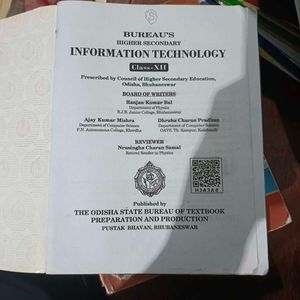 BUREAU'S
HIGHER SECONDARY
INFORMATION TECHNOLOGY
Class-XII
Prescribed by Council of Higher Secondary Education,
Odisha, Bhubaneswar
BOARD OF WRITERS
Ranjan Kumar Bal
Department of Physics
B.J.B. Junior College, Bhubaneswar
Ajay Kumar Mishra
Department of Computer Science
P.N. Autonomous College, Khordha
Dhruba Charan Pradhan
Department of Computer Science
OAVS, Th. Rampur, Kalahandi
REVIEWER
Nrusingha Charan Samal
Retired Reader in Physics
H3A3A6
Published by
THE ODISHA STATE BUREAU OF TEXTBOOK
PREPARATION AND PRODUCTION
PUSTAK BHAVAN, BHUBANESWAR